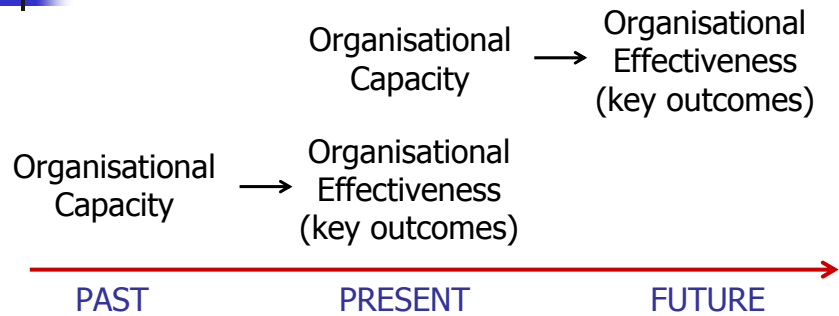 Organisational
Capacity
Organisational
Effectiveness
(key outcomes)
Organisational
Capacity
Organisational
Effectiveness
(key outcomes)
PAST
PRESENT
FUTURE